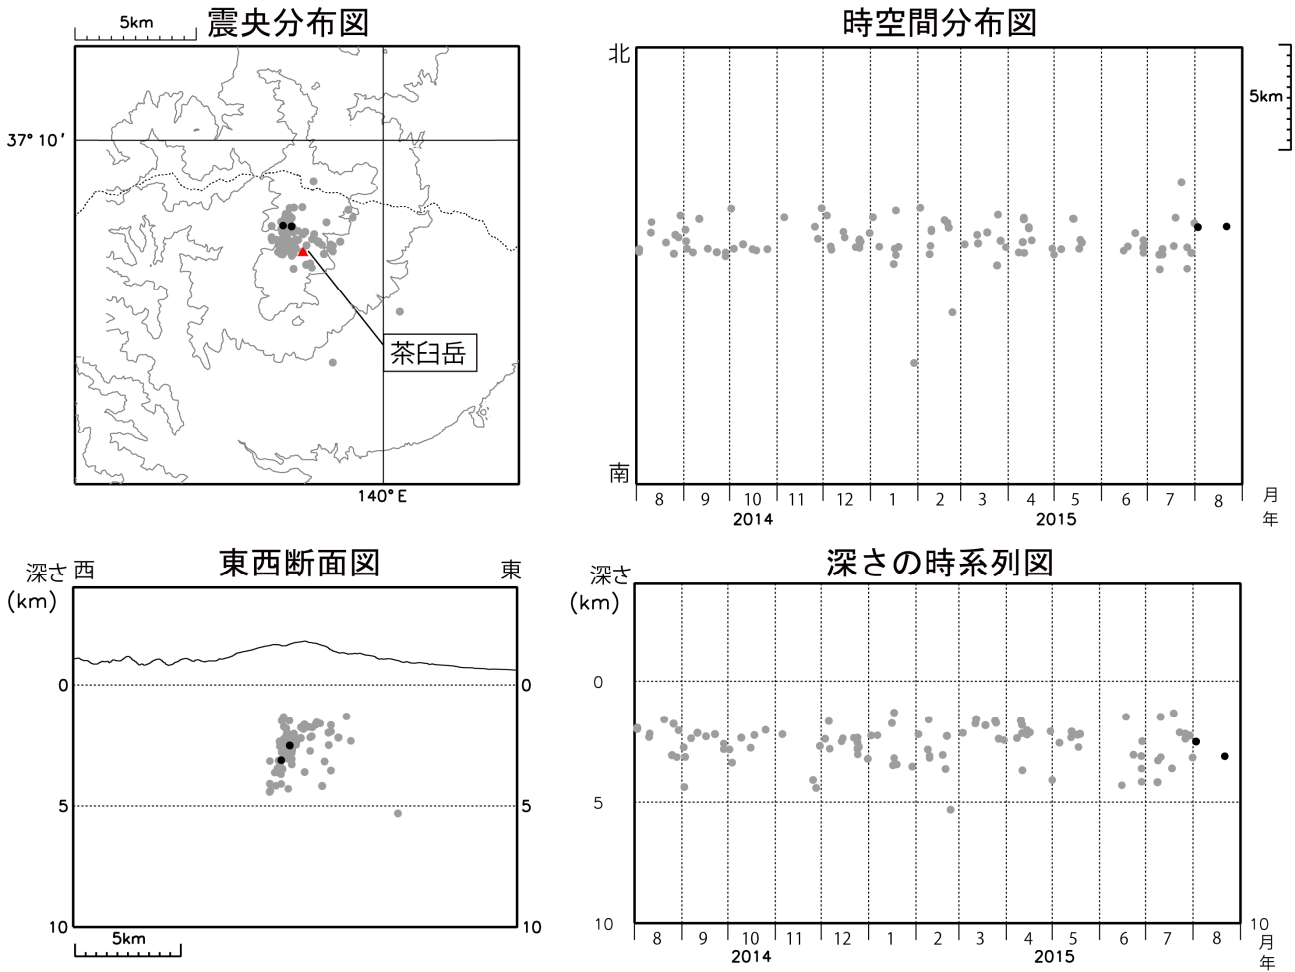 5km
震央分布図
37° 10'
茶臼岳
140° E
時空間分布図
北
5km
南
8 9 10 11 12 1 2 3 4 5 6 7 8 月
2014 2015 年
東西断面図
深さ 西 東
(km)
0 0
5 5
10 10
5km
深さの時系列図
深さ
(km)
0
5
10 10
8 9 10 11 12 1 2 3 4 5 6 7 8 月
2014 2015 年